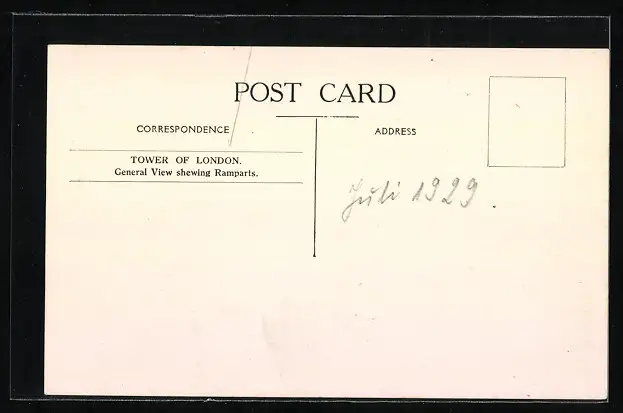 POST CARD
CORRESPONDENCE
ADDRESS
TOWER OF LONDON.
General View shewing Ramparts.
Juli 1929.